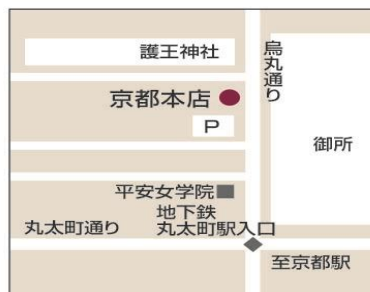 護王神社
烏丸通り
京都本店
P
御所
平安女学院
地下鉄
丸太町通り
丸太町駅入口
至京都駅